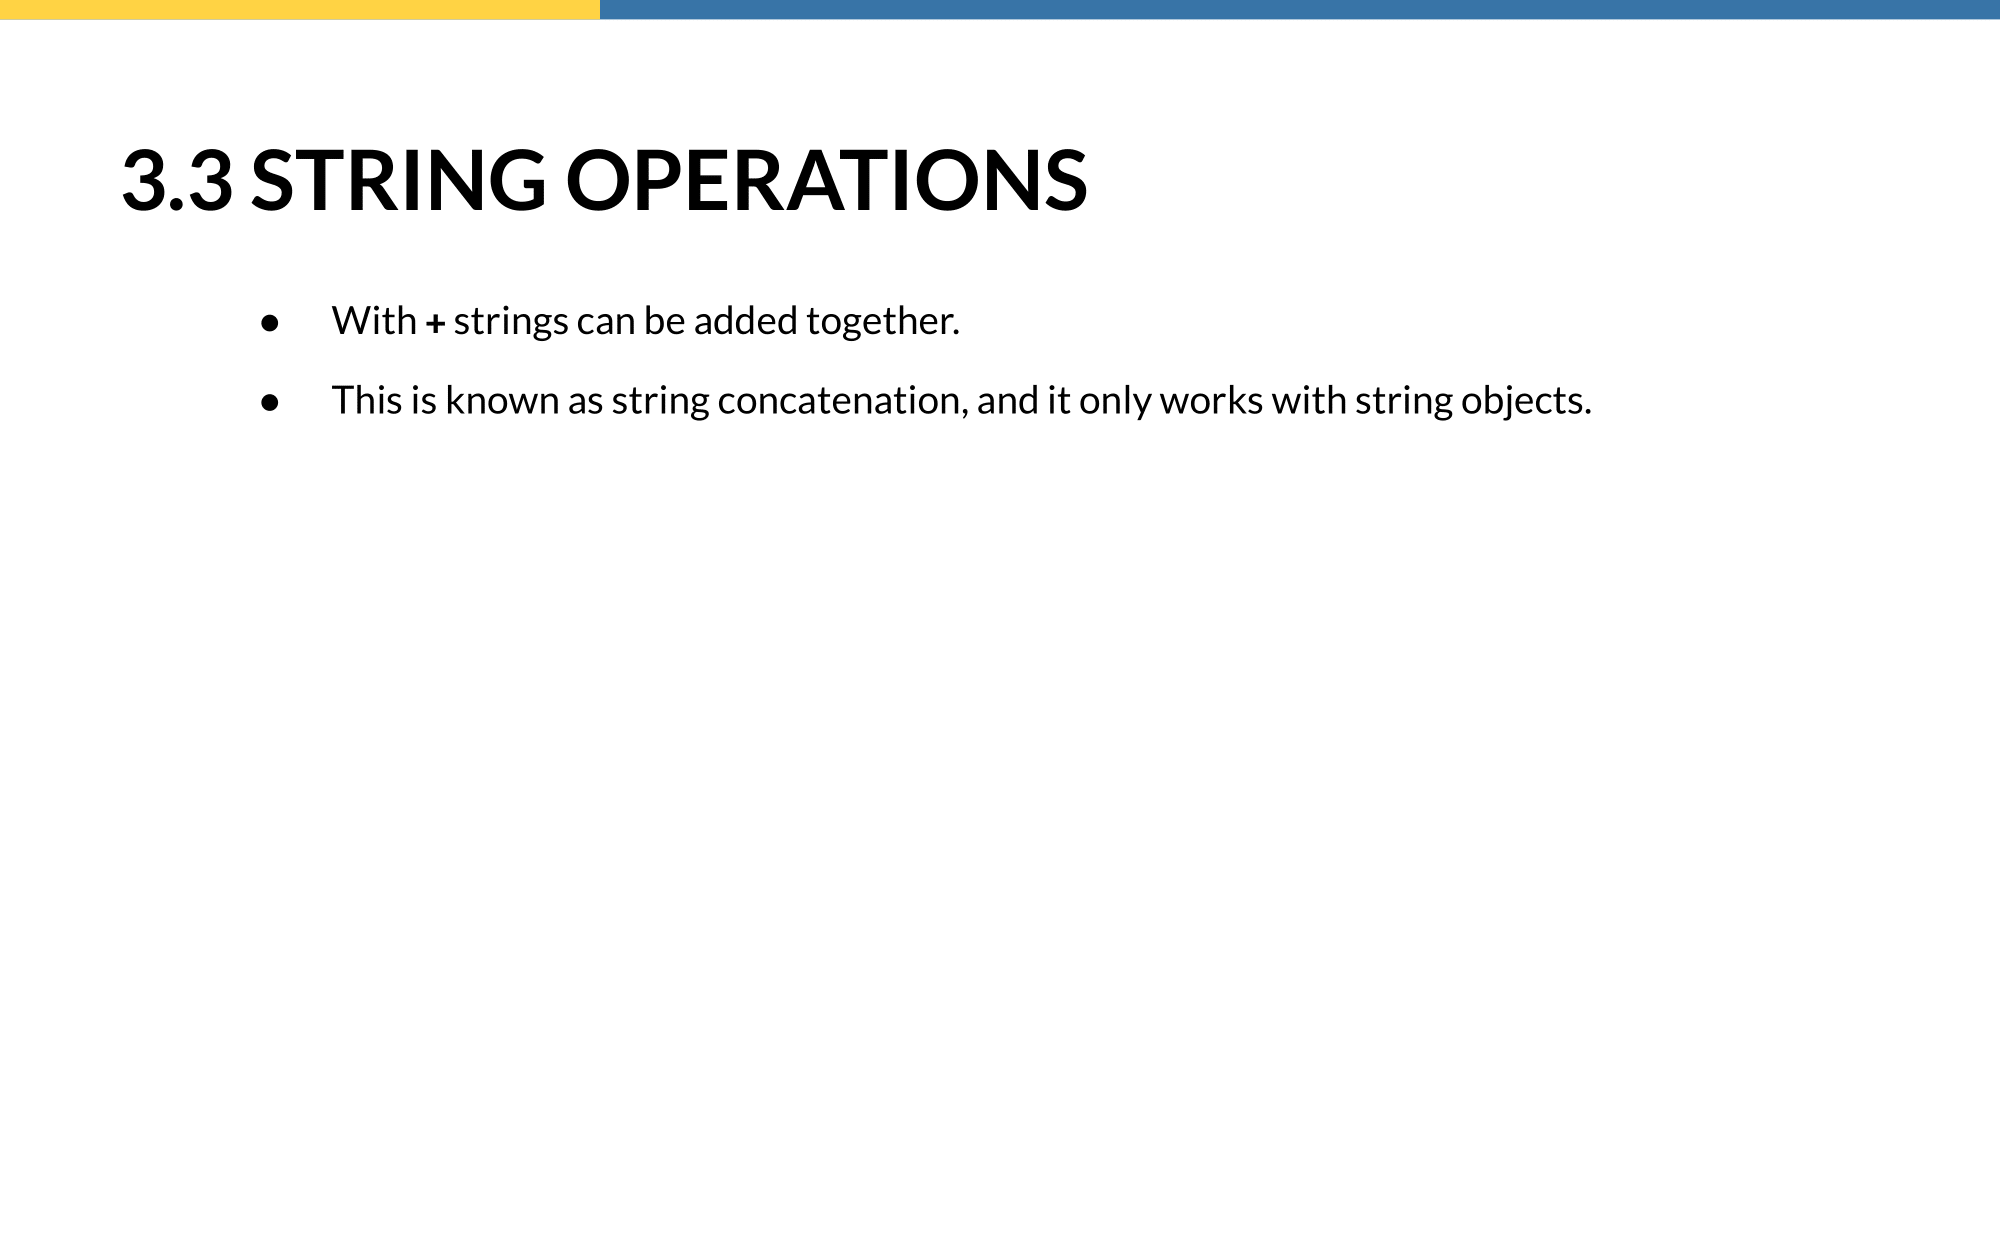 3.3 STRING OPERATIONS
● With + strings can be added together.
● This is known as string concatenation, and it only works with string objects.